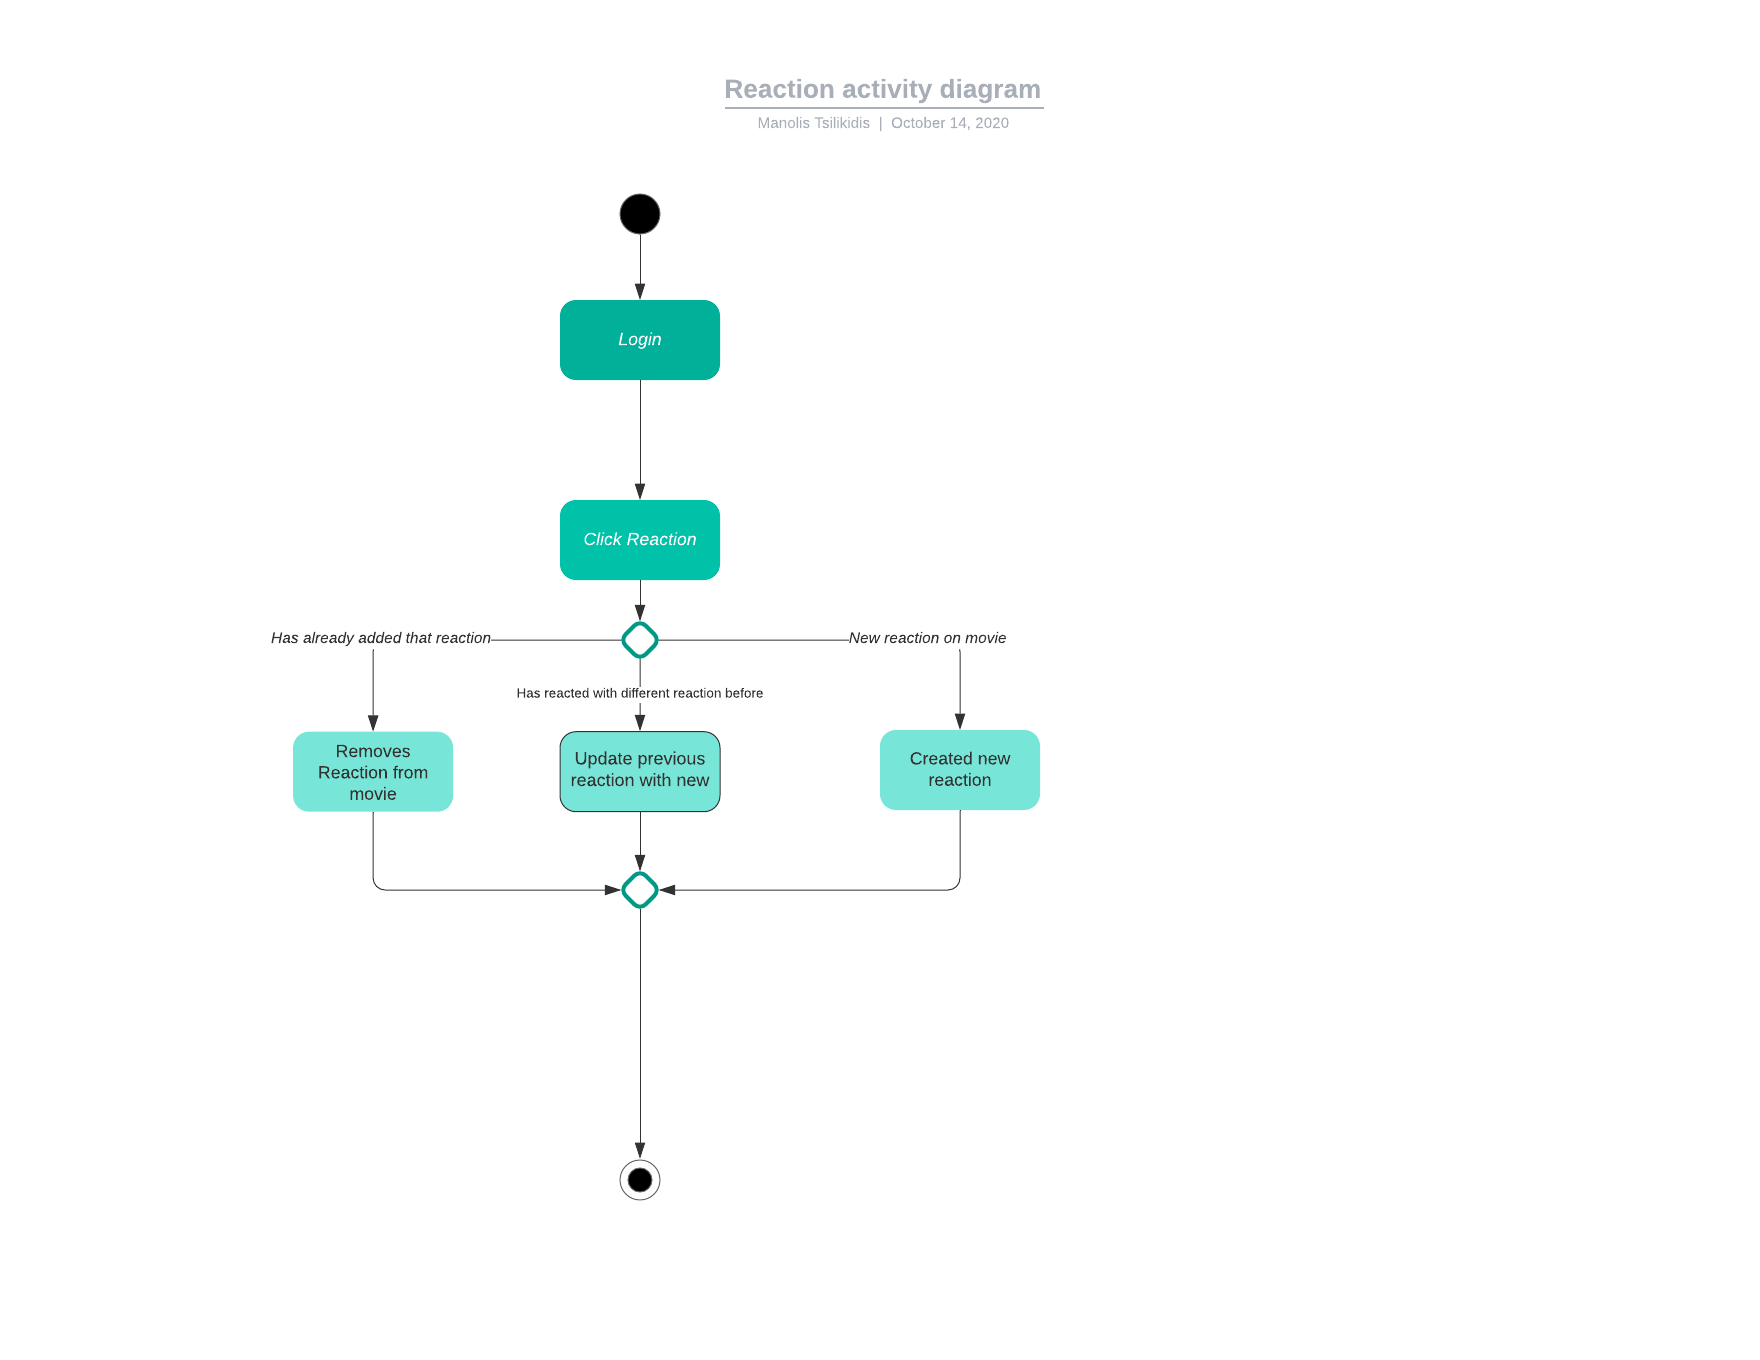 Reaction activity diagram
Manolis Tsilikidis | October 14, 2020
Login
Click Reaction
Has already added that reaction
New reaction on movie
Has reacted with different reaction before
Removes
Reaction from
movie
Update previous
reaction with new
Created new
reaction